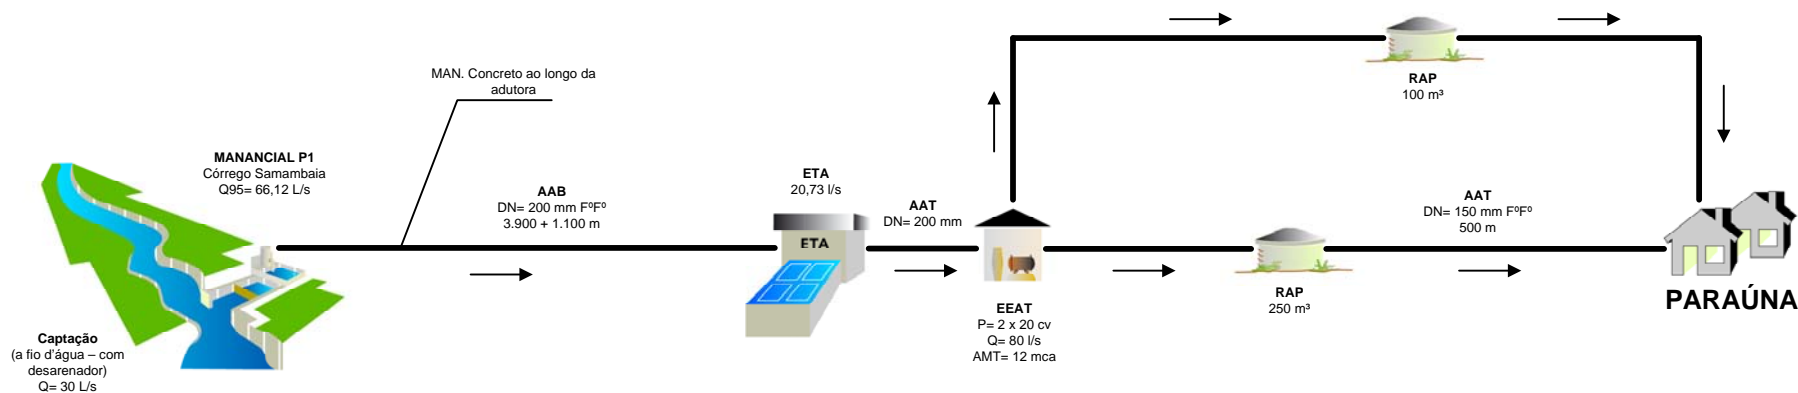 MAN. Concreto ao longo da
adutora
MANANCIAL P1
Córrego Samambaia
Q95= 66,12 L/s
AAB
DN= 200 mm FºFº
3.900 + 1.100 m
Captação
(a fio d'água – com
desarenador)
Q= 30 L/s
ETA
20,73 l/s
ETA
AAT
DN= 200 mm
EEAT
P= 2 x 20 cv
Q= 80 l/s
AMT= 12 mca
RAP
100 m³
RAP
250 m³
AAT
DN= 150 mm FºFº
500 m
PARAÚNA